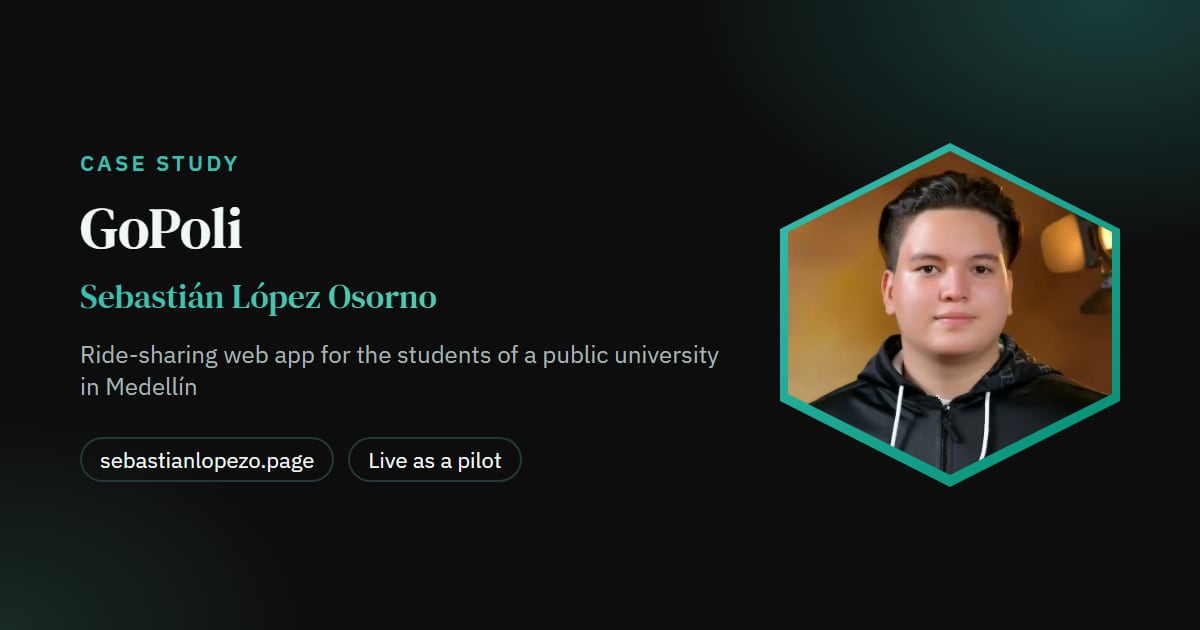 CASE STUDY
GoPoli
Sebastián López Osorno
Ride-sharing web app for the students of a public university
in Medellín
sebastianlopezo.page
Live as a pilot